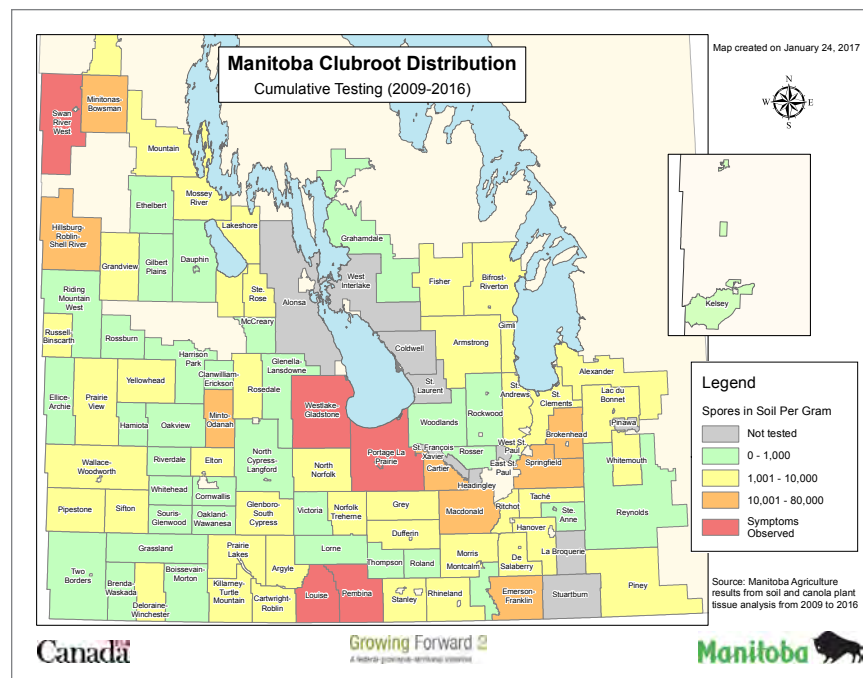 Manitoba Clubroot Distribution
Cumulative Testing (2009-2016)
Map created on January 24, 2017
N
W
E
S
Swan
River
West
Minitonas-
Bowsman
Mountain
Ethelbert
Mossey
River
Lakeshore
Hillsburg-
Roblin-
Shell River
Grandview
Gilbert
Plains
Dauphin
Ste.
Rose
Alonsa
Grahamdale
West
Interlake
Fisher
Bifrost-
Riverton
Kelsey
Riding
Mountain
West
McCreary
Gimli
Russell-
Binscarth
Rossburn
Harrison
Park
Clanwilliam-
Erickson
Glenella-
Lansdowne
Coldwell
Armstrong
Alexander
Ellice-
Archie
Prairie
View
Yellowhead
Rosedale
Westlake-
Gladstone
St.
Laurent
St.
Andrews
St.
Clements
Lac du
Bonnet
Hamiota
Oakview
Minto-
Odanah
Woodlands
Rockwood
Brokenhead
Pinawa
Wallace-
Woodworth
Riverdale
Elton
North
Cypress-
Langford
Portage La
Prairie
St. François
Xavier
Rosser
West St.
Paul
East St.
Paul
Springfield
Whitemouth
Whitehead
Cornwallis
North
Norfolk
Cartier
Headingley
Pipestone
Sifton
Souris-
Glenwood
Oakland-
Wawanesa
Glenboro-
South
Cypress
Victoria
Norfolk
Treherne
Grey
Macdonald
Ritchot
Taché
Ste.
Anne
Reynolds
Dufferin
Hanover
Two
Borders
Grassland
Prairie
Lakes
Argyle
Lorne
Thompson
Roland
Morris
Montcalm
De
Salaberry
La Broquerie
Brenda-
Waskada
Boissevain-
Morton
Deloraine-
Winchester
Killarney-
Turtle
Mountain
Cartwright-
Roblin
Louise
Pembina
Stanley
Rhineland
Emerson-
Franklin
Stuartburn
Piney
Legend
Spores in Soil Per Gram
Not tested
0 - 1,000
1,001 - 10,000
10,001 - 80,000
Symptoms
Observed
Source: Manitoba Agriculture
results from soil and canola plant
tissue analysis from 2009 to 2016
Canada
Growing Forward 2
A federal-provincial-territorial initiative
Manitoba